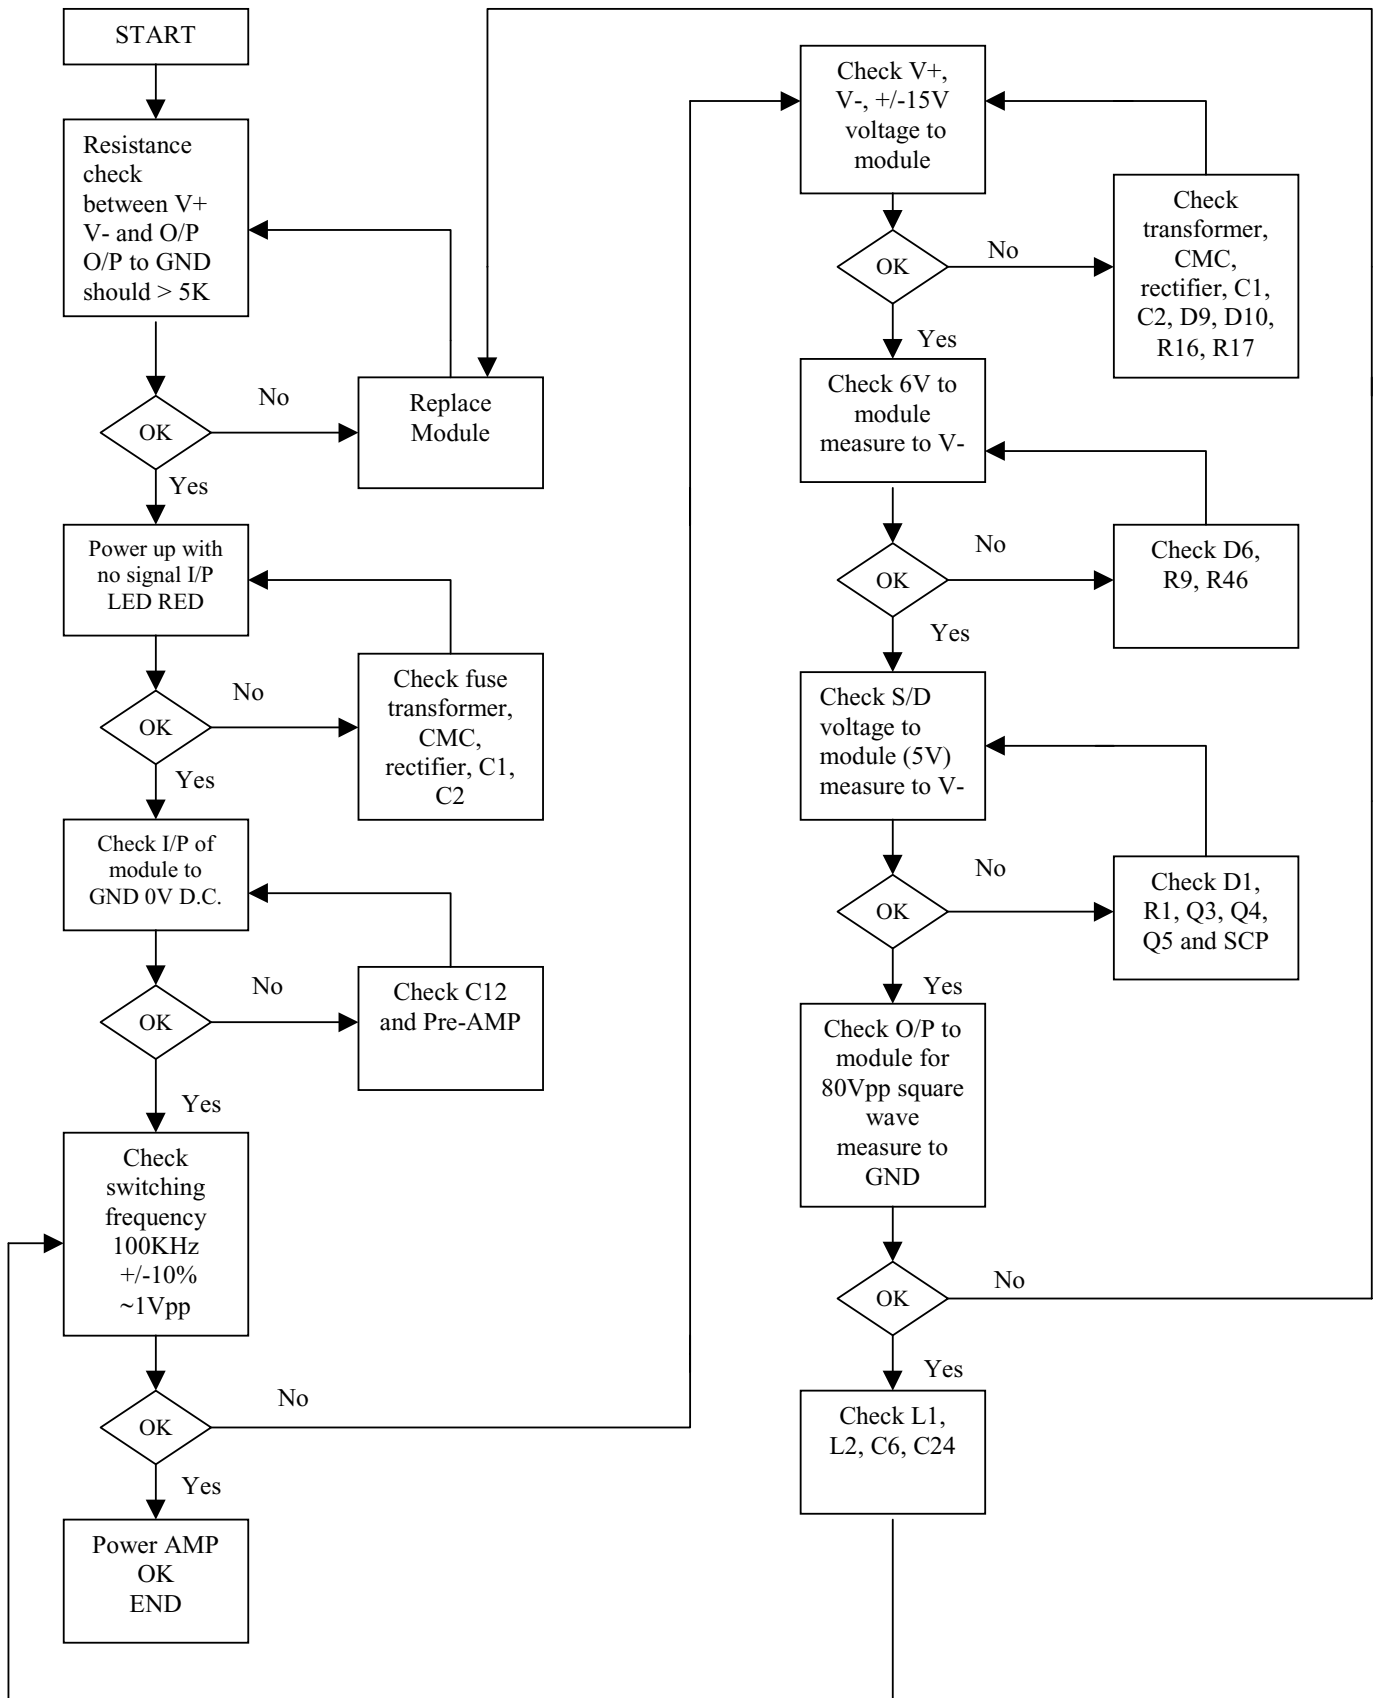 START
Resistance
check
between V+
V- and O/P
O/P to GND
should > 5K
OK
No
Replace
Module
Yes
Power up with
no signal I/P
LED RED
OK
No
Check fuse
transformer,
CMC,
rectifier, C1,
C2
Yes
Check I/P of
module to
GND 0V D.C.
OK
No
Check C12
and Pre-AMP
Yes
Check
switching
frequency
100KHz
+/-10%
~1Vpp
OK
No
Yes
Power AMP
OK
END
Check V+,
V-, +/-15V
voltage to
module
OK
No
Check
transformer,
CMC,
rectifier, C1,
C2, D9, D10,
R16, R17
Yes
Check 6V to
module
measure to V-
OK
No
Check D6,
R9, R46
Yes
Check S/D
voltage to
module (5V)
measure to V-
OK
No
Check D1,
R1, Q3, Q4,
Q5 and SCP
Yes
Check O/P to
module for
80Vpp square
wave
measure to
GND
OK
No
Yes
Check L1,
L2, C6, C24